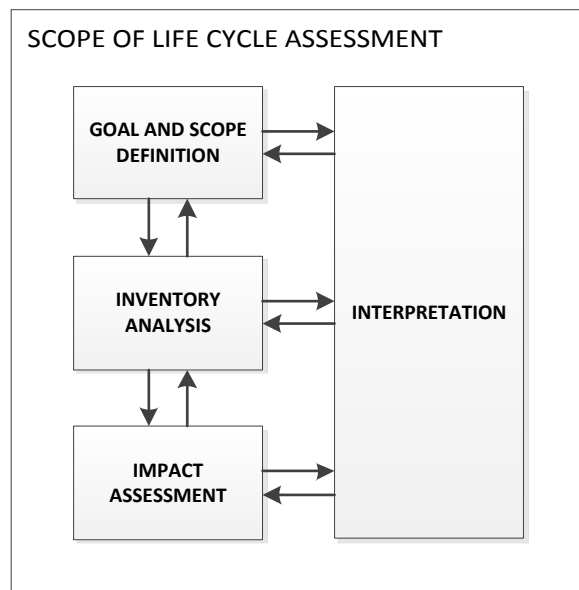 SCOPE OF LIFE CYCLE ASSESSMENT
GOAL AND SCOPE
DEFINITION
INVENTORY
ANALYSIS
INTERPRETATION
IMPACT
ASSESSMENT